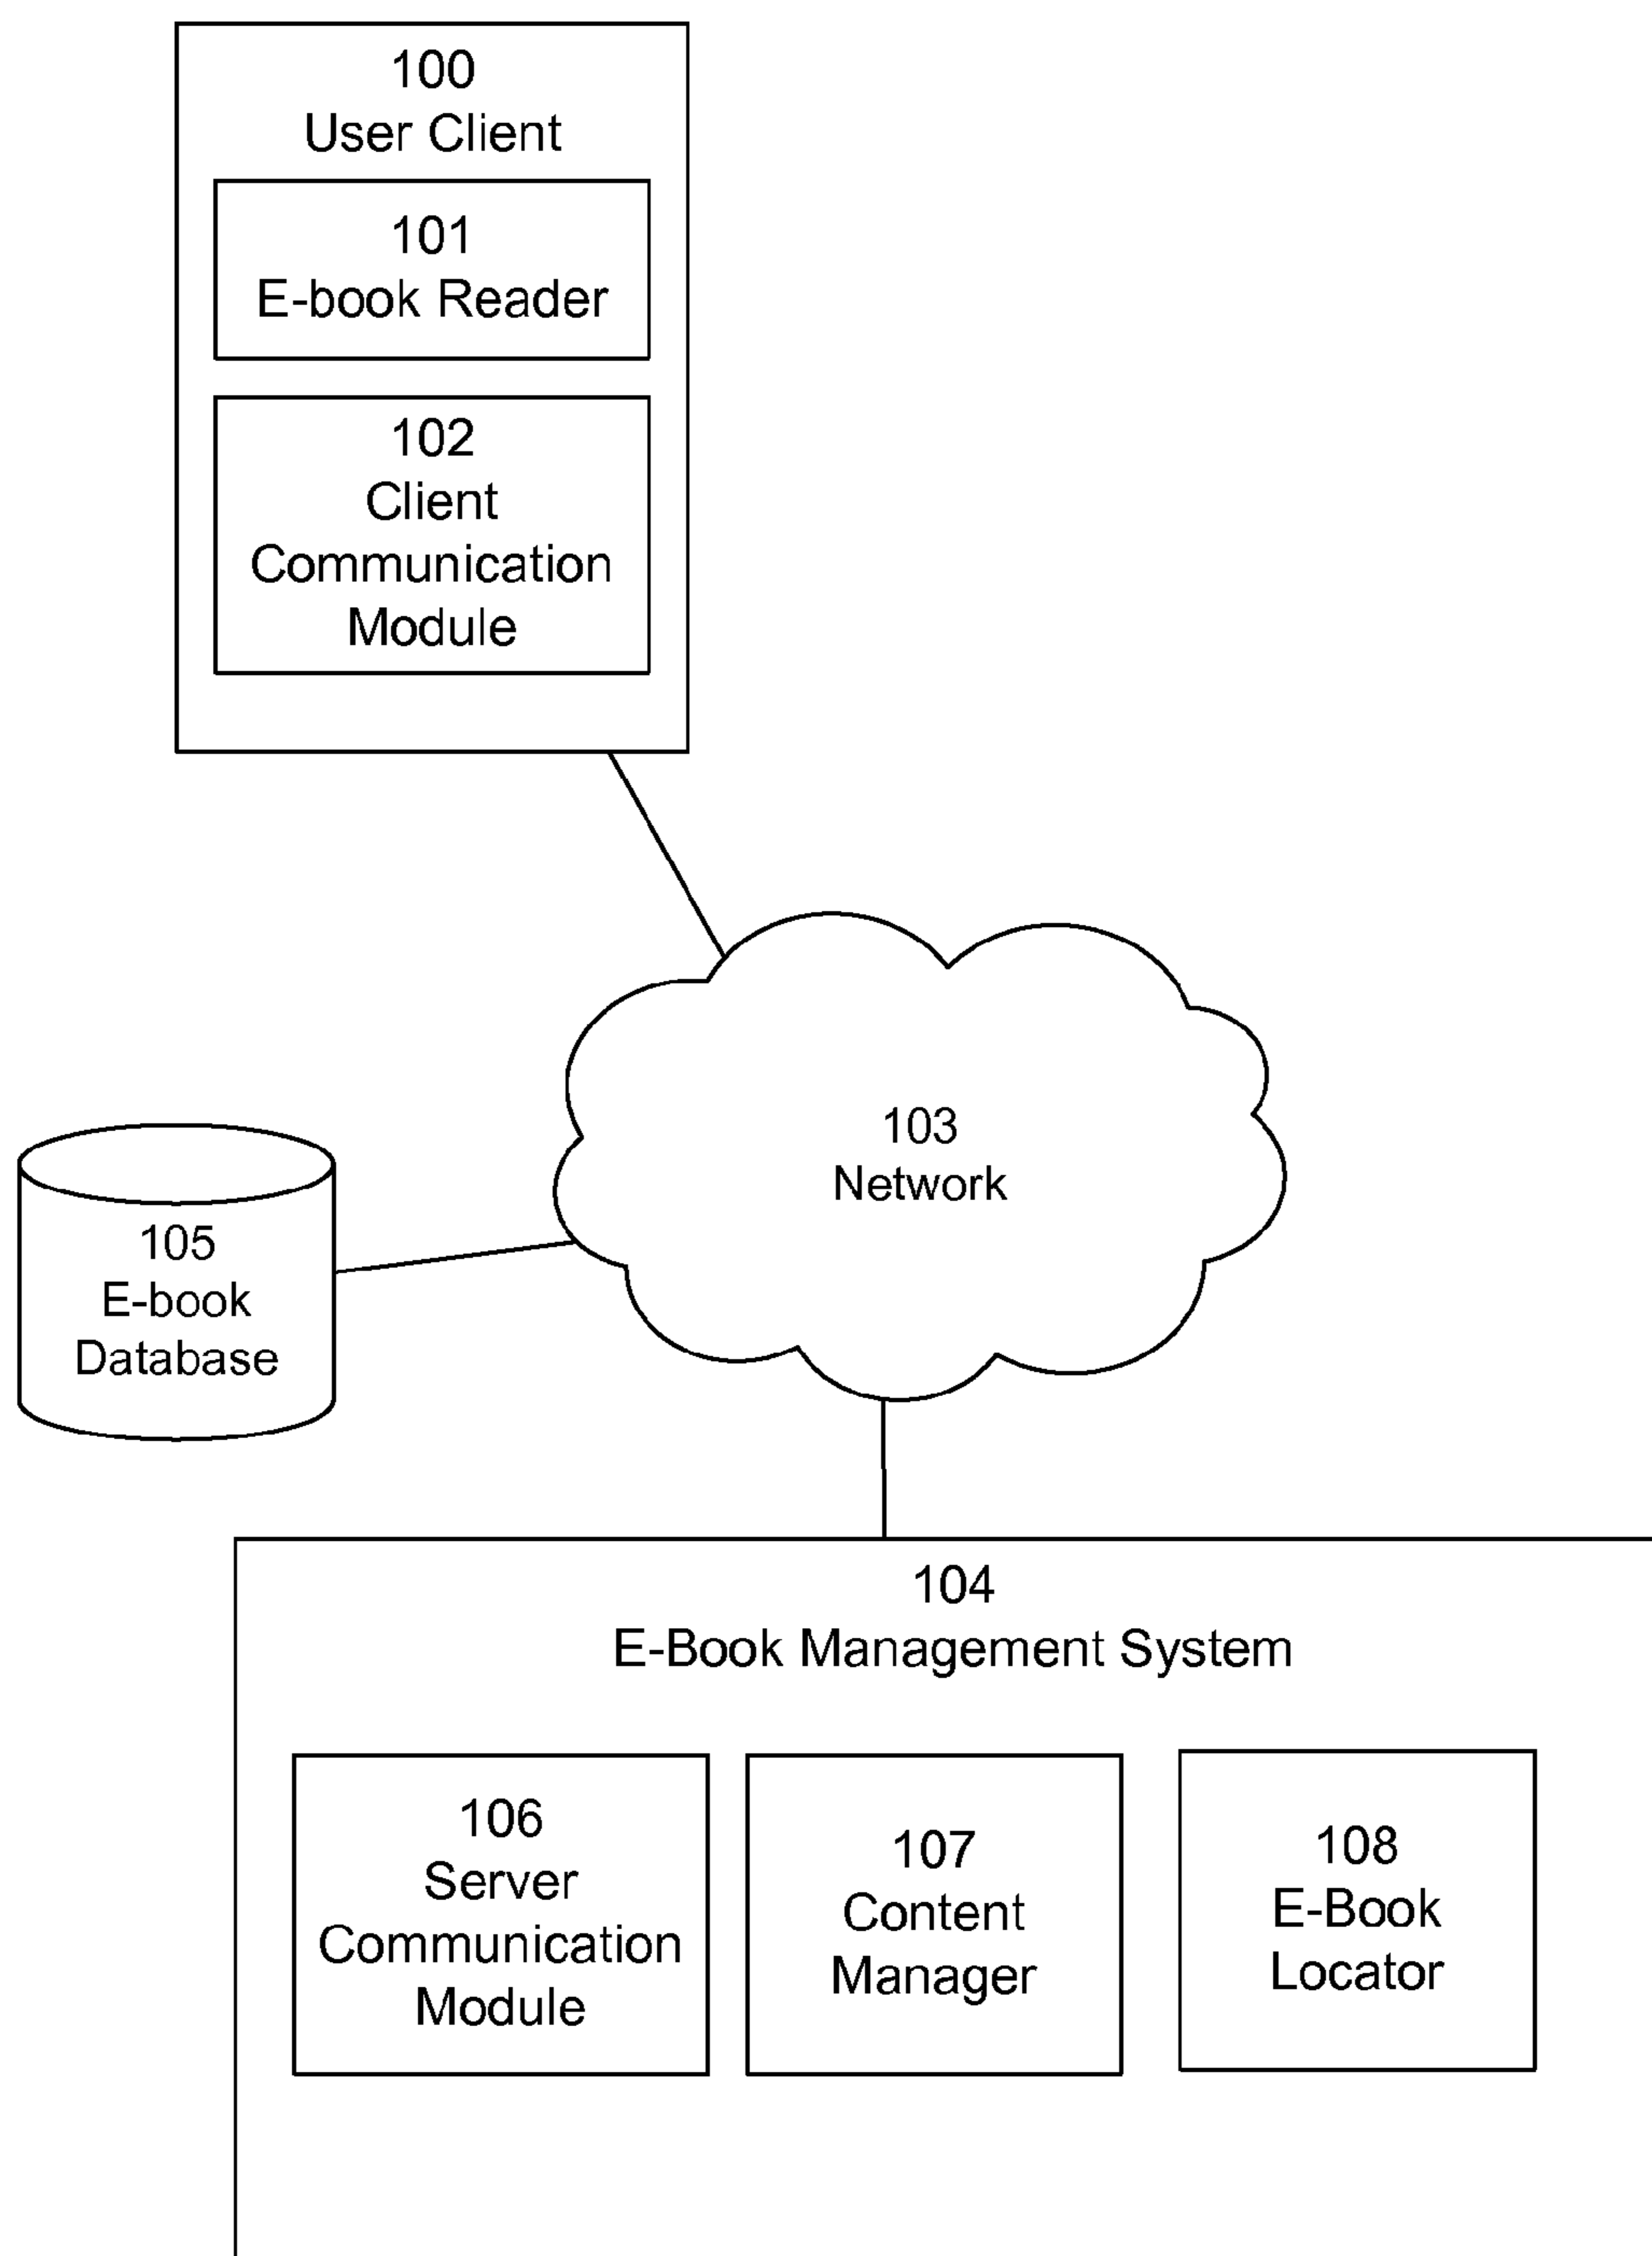 100
User Client
101
E-book Reader
102
Client
Communication
Module
103
Network
105
E-book
Database
104
E-Book Management System
106
Server
Communication
Module
107
Content
Manager
108
E-Book
Locator